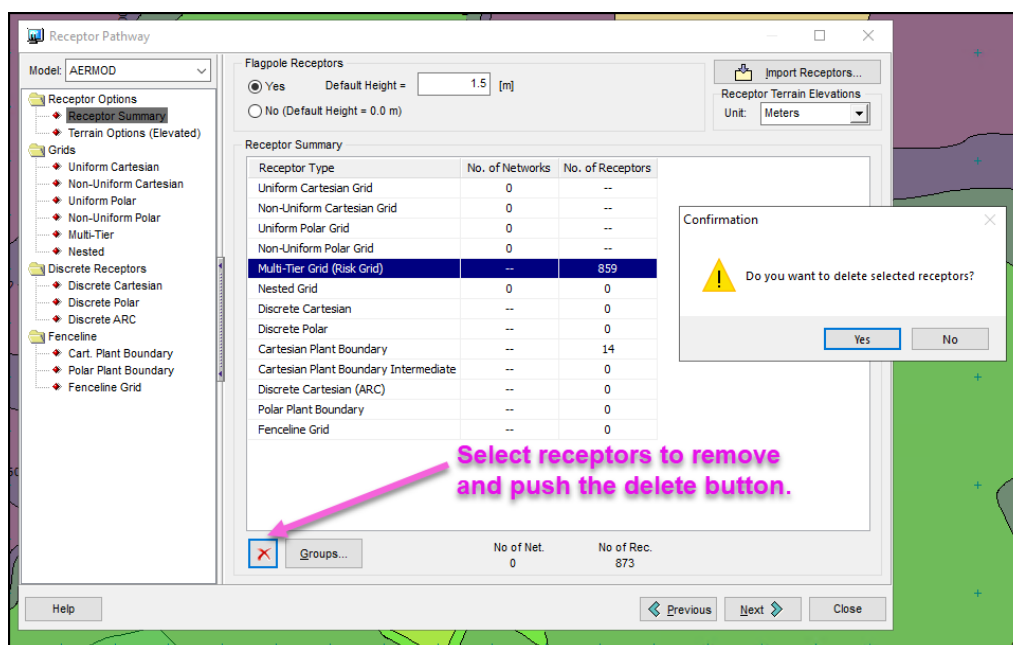 Receptor Pathway
Model: AERMOD
Receptor Options
Receptor Summary
Terrain Options (Elevated)
Grids
Uniform Cartesian
Non-Uniform Cartesian
Uniform Polar
Non-Uniform Polar
Multi-Tier
Nested
Discrete Receptors
Discrete Cartesian
Discrete Polar
Discrete ARC
Fenceline
Cart. Plant Boundary
Polar Plant Boundary
Fenceline Grid
Flagpole Receptors
Yes Default Height = 1.5 [m]
No (Default Height = 0.0 m)
Import Receptors...
Receptor Terrain Elevations
Unit: Meters
Receptor Summary
Receptor Type No. of Networks No. of Receptors
Uniform Cartesian Grid 0 --
Non-Uniform Cartesian Grid 0 --
Uniform Polar Grid 0 --
Non-Uniform Polar Grid 0 --
Multi-Tier Grid (Risk Grid) -- 859
Nested Grid 0 0
Discrete Cartesian -- 0
Discrete Polar -- 0
Cartesian Plant Boundary -- 14
Cartesian Plant Boundary Intermediate -- 0
Discrete Cartesian (ARC) -- 0
Polar Plant Boundary -- 0
Fenceline Grid -- 0
Confirmation
Do you want to delete selected receptors?
Yes No
Select receptors to remove
and push the delete button.
Groups...
No of Net. No of Rec.
0 873
Help Previous Next Close